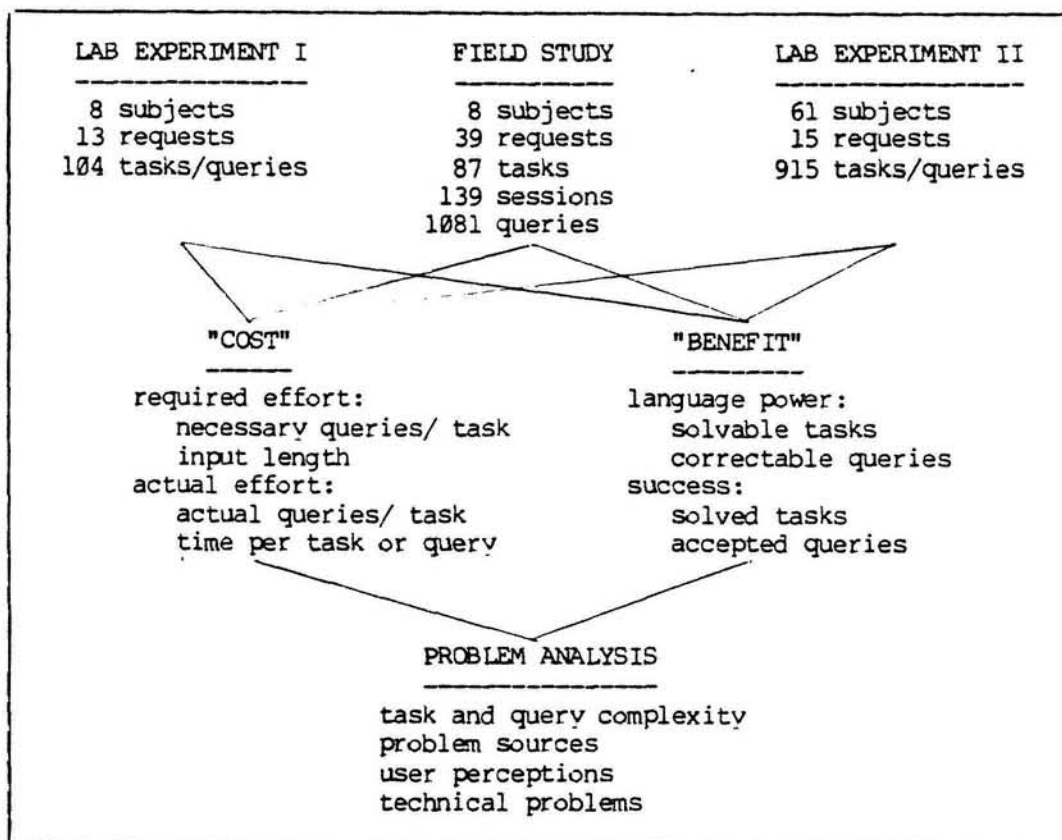 LAB EXPERIMENT I
8 subjects
13 requests
104 tasks/queries
FIELD STUDY
8 subjects
39 requests
87 tasks
139 sessions
1081 queries
LAB EXPERIMENT II
61 subjects
15 requests
915 tasks/queries
"COST"
required effort:
necessary queries/ task
input length
actual effort:
actual queries/ task
time per task or query
"BENEFIT"
language power:
solvable tasks
correctable queries
success:
solved tasks
accepted queries
PROBLEM ANALYSIS
task and query complexity
problem sources
user perceptions
technical problems